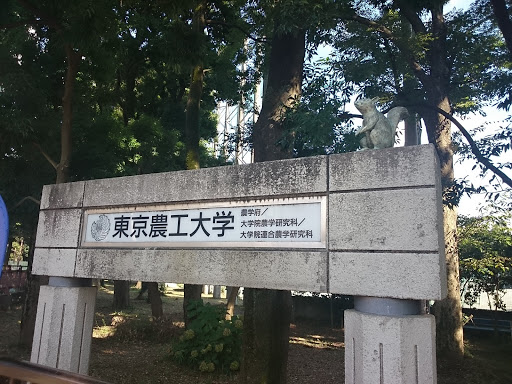 東京農工大学
農学府/
大学院農学研究科/
大学院連合農学研究科